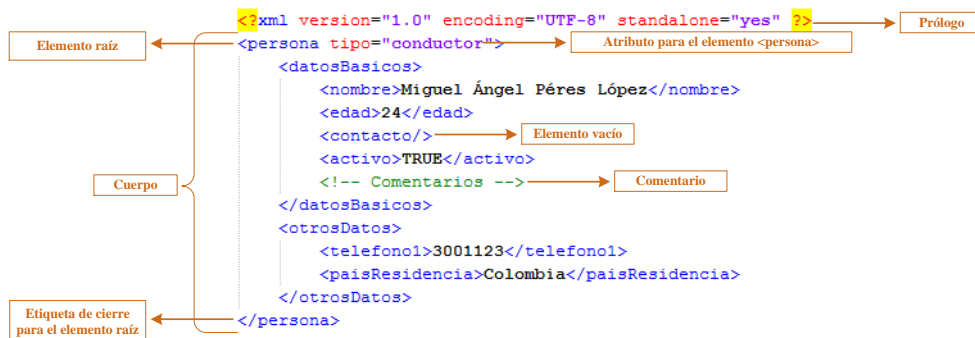 <?xml version="1.0" encoding="UTF-8" standalone="yes" ?>
Prólogo
Elemento raíz
<persona tipo="conductor">
Atributo para el elemento <persona>
<datosBasicos>
<nombre>Miguel Ángel Péres López</nombre>
<edad>24</edad>
<contacto/>
Elemento vacío
<activo>TRUE</activo>
Cuerpo
<!-- Comentarios -->
Comentario
</datosBasicos>
<otrosDatos>
<telefono1>3001123</telefono1>
<paisResidencia>Colombia</paisResidencia>
</otrosDatos>
Etiqueta de cierre
para el elemento raíz
</persona>